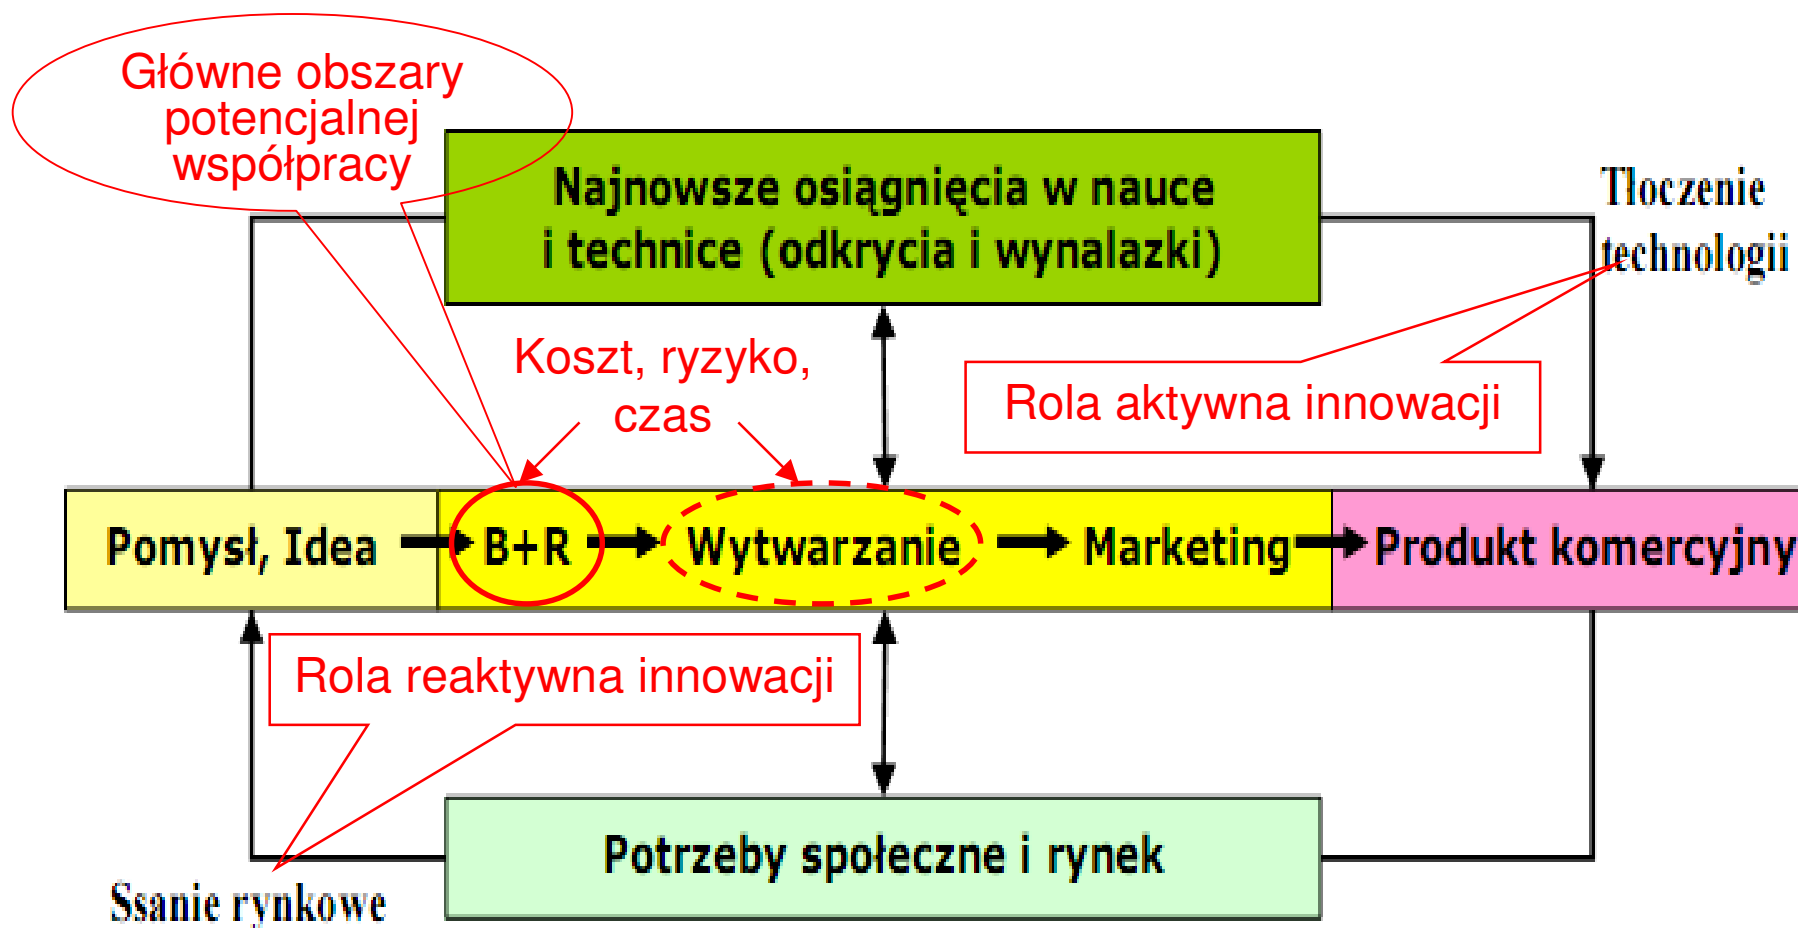 Główne obszary
potencjalnej
współpracy
Najnowsze osiągnięcia w nauce
i technice (odkrycia i wynalazki)
Tłoczenie
technologii
Koszt, ryzyko,
czas
Rola aktywna innowacji
Pomysł, Idea
B+R
Wytwarzanie
Marketing
Produkt komercyjny
Rola reaktywna innowacji
Potrzeby społeczne i rynek
Ssanie rynkowe